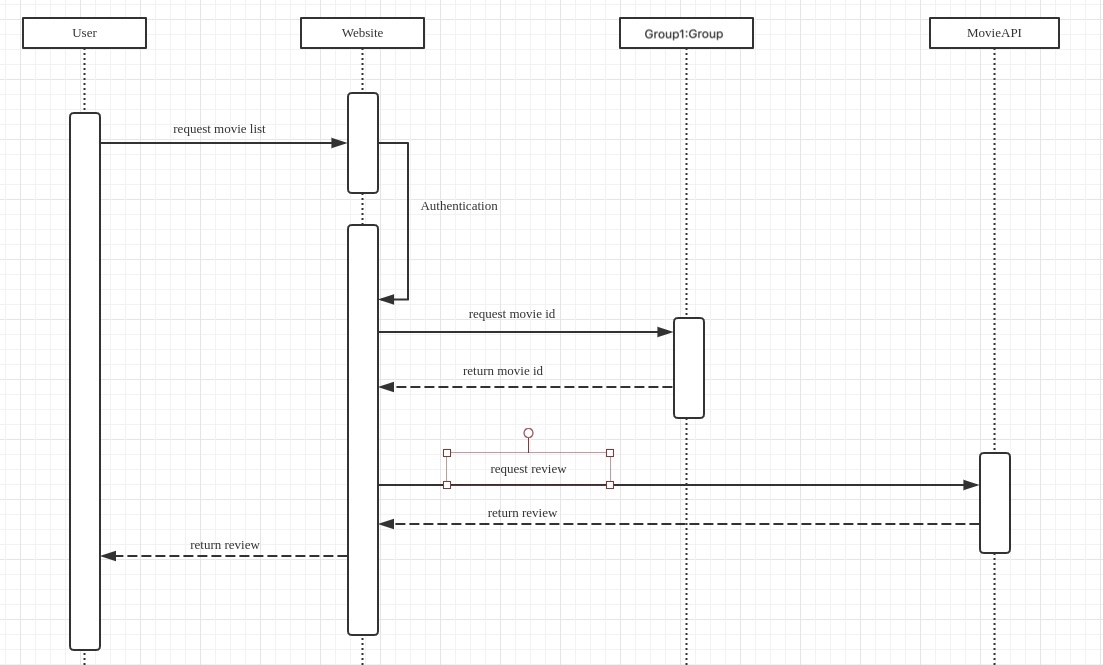 User
Website
Group1:Group
MovieAPI
request movie list
Authentication
request movie id
return movie id
request review
return review
return review